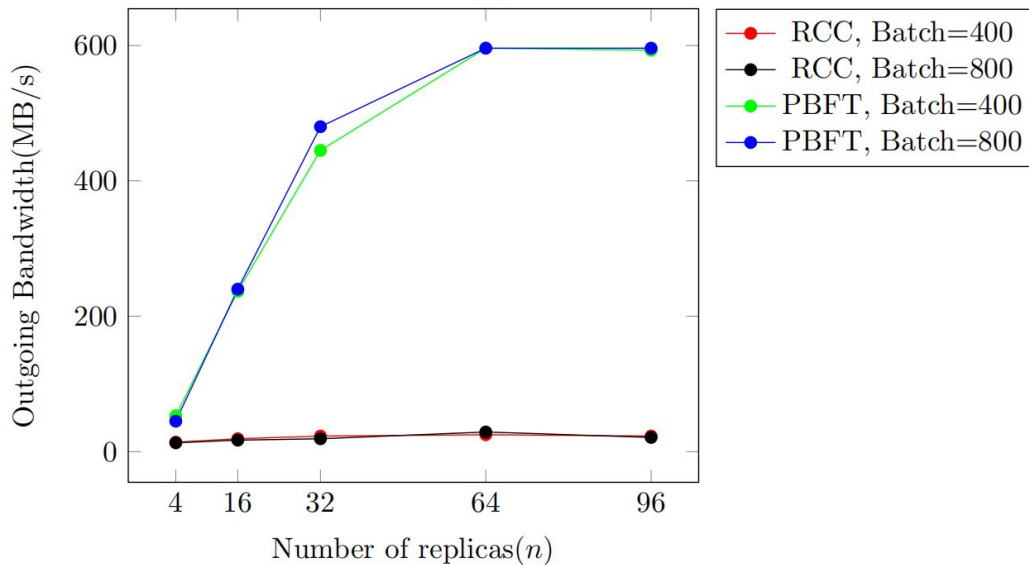 600
400
200
0
4 16 32 64 96
Outgoing Bandwidth(MB/s)
Number of replicas(n)
RCC, Batch=400
RCC, Batch=800
PBFT, Batch=400
PBFT, Batch=800